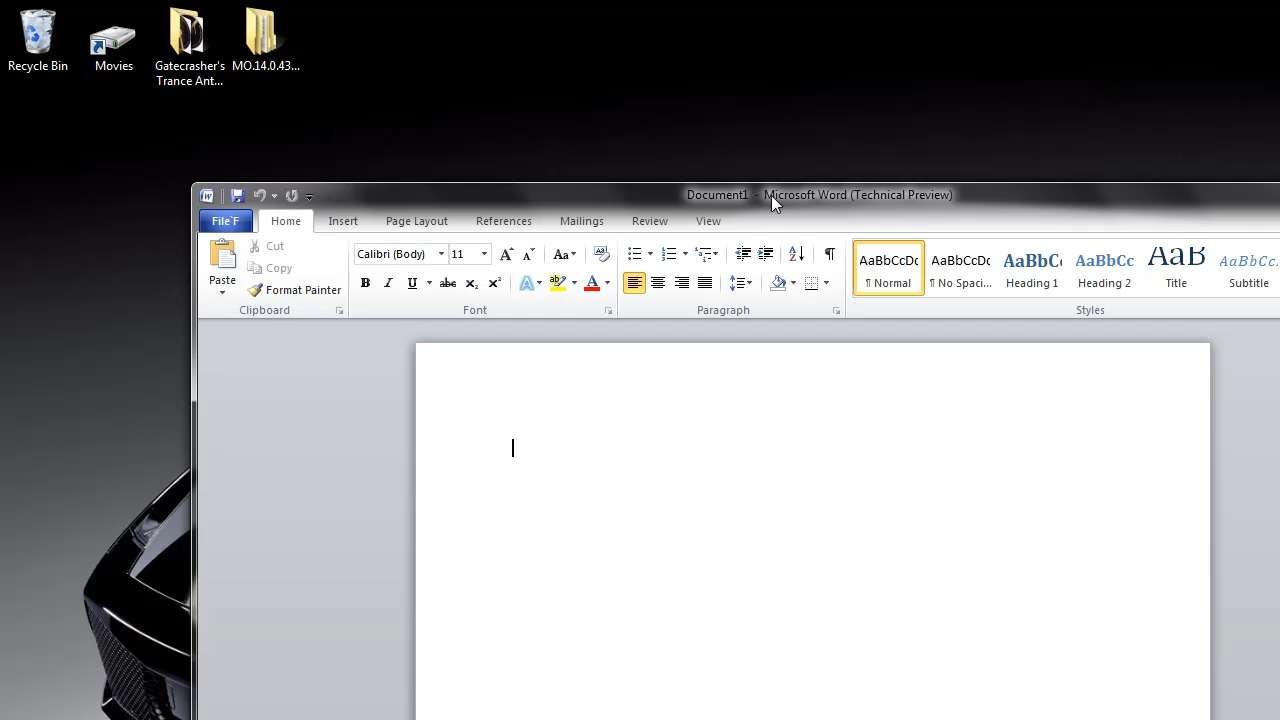 Recycle Bin
Movies
Gatecrasher's
Trance Ant...
MO.14.0.43...
Document1 - Microsoft Word (Technical Preview)
File`F
Home
Insert
Page Layout
References
Mailings
Review
View
Paste
Cut
Copy
Format Painter
Clipboard
Calibri (Body)
11
Font
Paragraph
AaBbCcDc
¶ Normal
AaBbCcDc
¶ No Spaci...
AaBbC
Heading 1
AaBbCc
Heading 2
AaB
Title
AaBbCc.
Subtitle
Styles